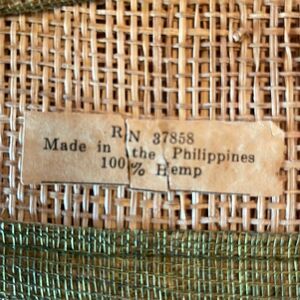 RN 37858
Made in the Philippines
100% Hemp